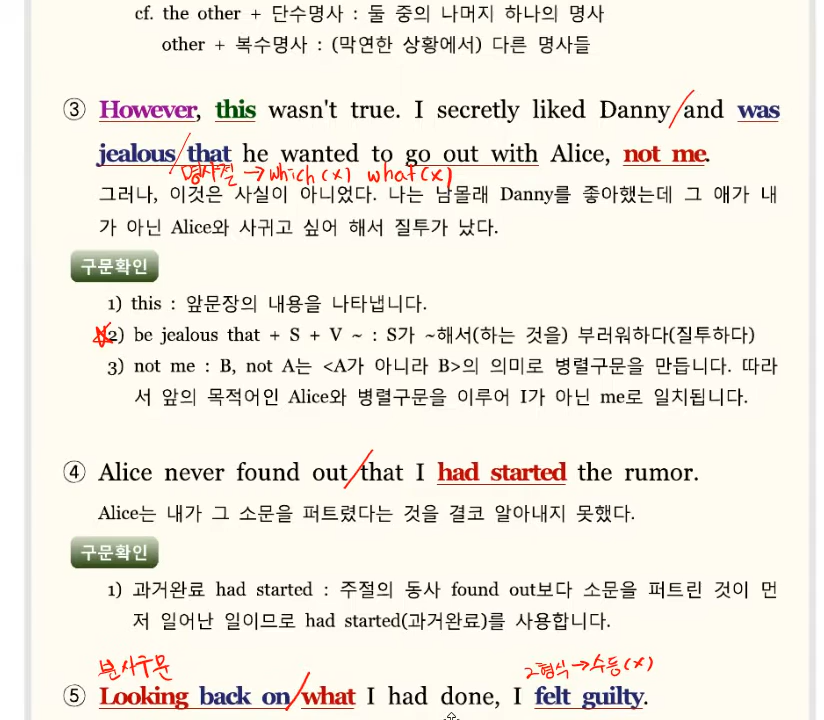 cf. the other + 단수명사 : 둘 중의 나머지 하나의 명사
other + 복수명사 : (막연한 상황에서) 다른 명사들
③ However, this wasn't true. I secretly liked Danny/and was
jealous/that he wanted to go out with Alice, not me.
명사절 →which(x) what(x)
그러나, 이것은 사실이 아니었다. 나는 남몰래 Danny를 좋아했는데 그 애가 내
가 아닌 Alice와 사귀고 싶어 해서 질투가 났다.
구문확인
1) this : 앞문장의 내용을 나타냅니다.
☆2) be jealous that + S + V ~ : S가 ~해서(하는 것을) 부러워하다(질투하다)
3) not me : B, not A는 <A가 아니라 B>의 의미로 병렬구문을 만듭니다. 따라
서 앞의 목적어인 Alice와 병렬구문을 이루어 I가 아닌 me로 일치됩니다.
④ Alice never found out/that I had started the rumor.
Alice는 내가 그 소문을 퍼트렸다는 것을 결코 알아내지 못했다.
구문확인
1) 과거완료 had started : 주절의 동사 found out보다 소문을 퍼트린 것이 먼
저 일어난 일이므로 had started(과거완료)를 사용합니다.
분사구문 2형식→수동(x)
⑤ Looking back on/what I had done, I felt guilty.